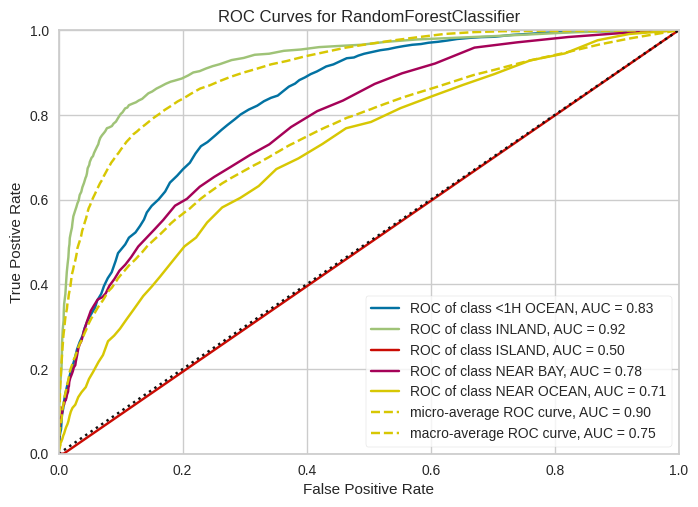 ROC Curves for RandomForestClassifier
True Postive Rate
1.0
0.8
0.6
0.4
0.2
0.0
ROC of class <1H OCEAN, AUC = 0.83
ROC of class INLAND, AUC = 0.92
ROC of class ISLAND, AUC = 0.50
ROC of class NEAR BAY, AUC = 0.78
ROC of class NEAR OCEAN, AUC = 0.71
micro-average ROC curve, AUC = 0.90
macro-average ROC curve, AUC = 0.75
0.0 0.2 0.4 0.6 0.8 1.0
False Positive Rate